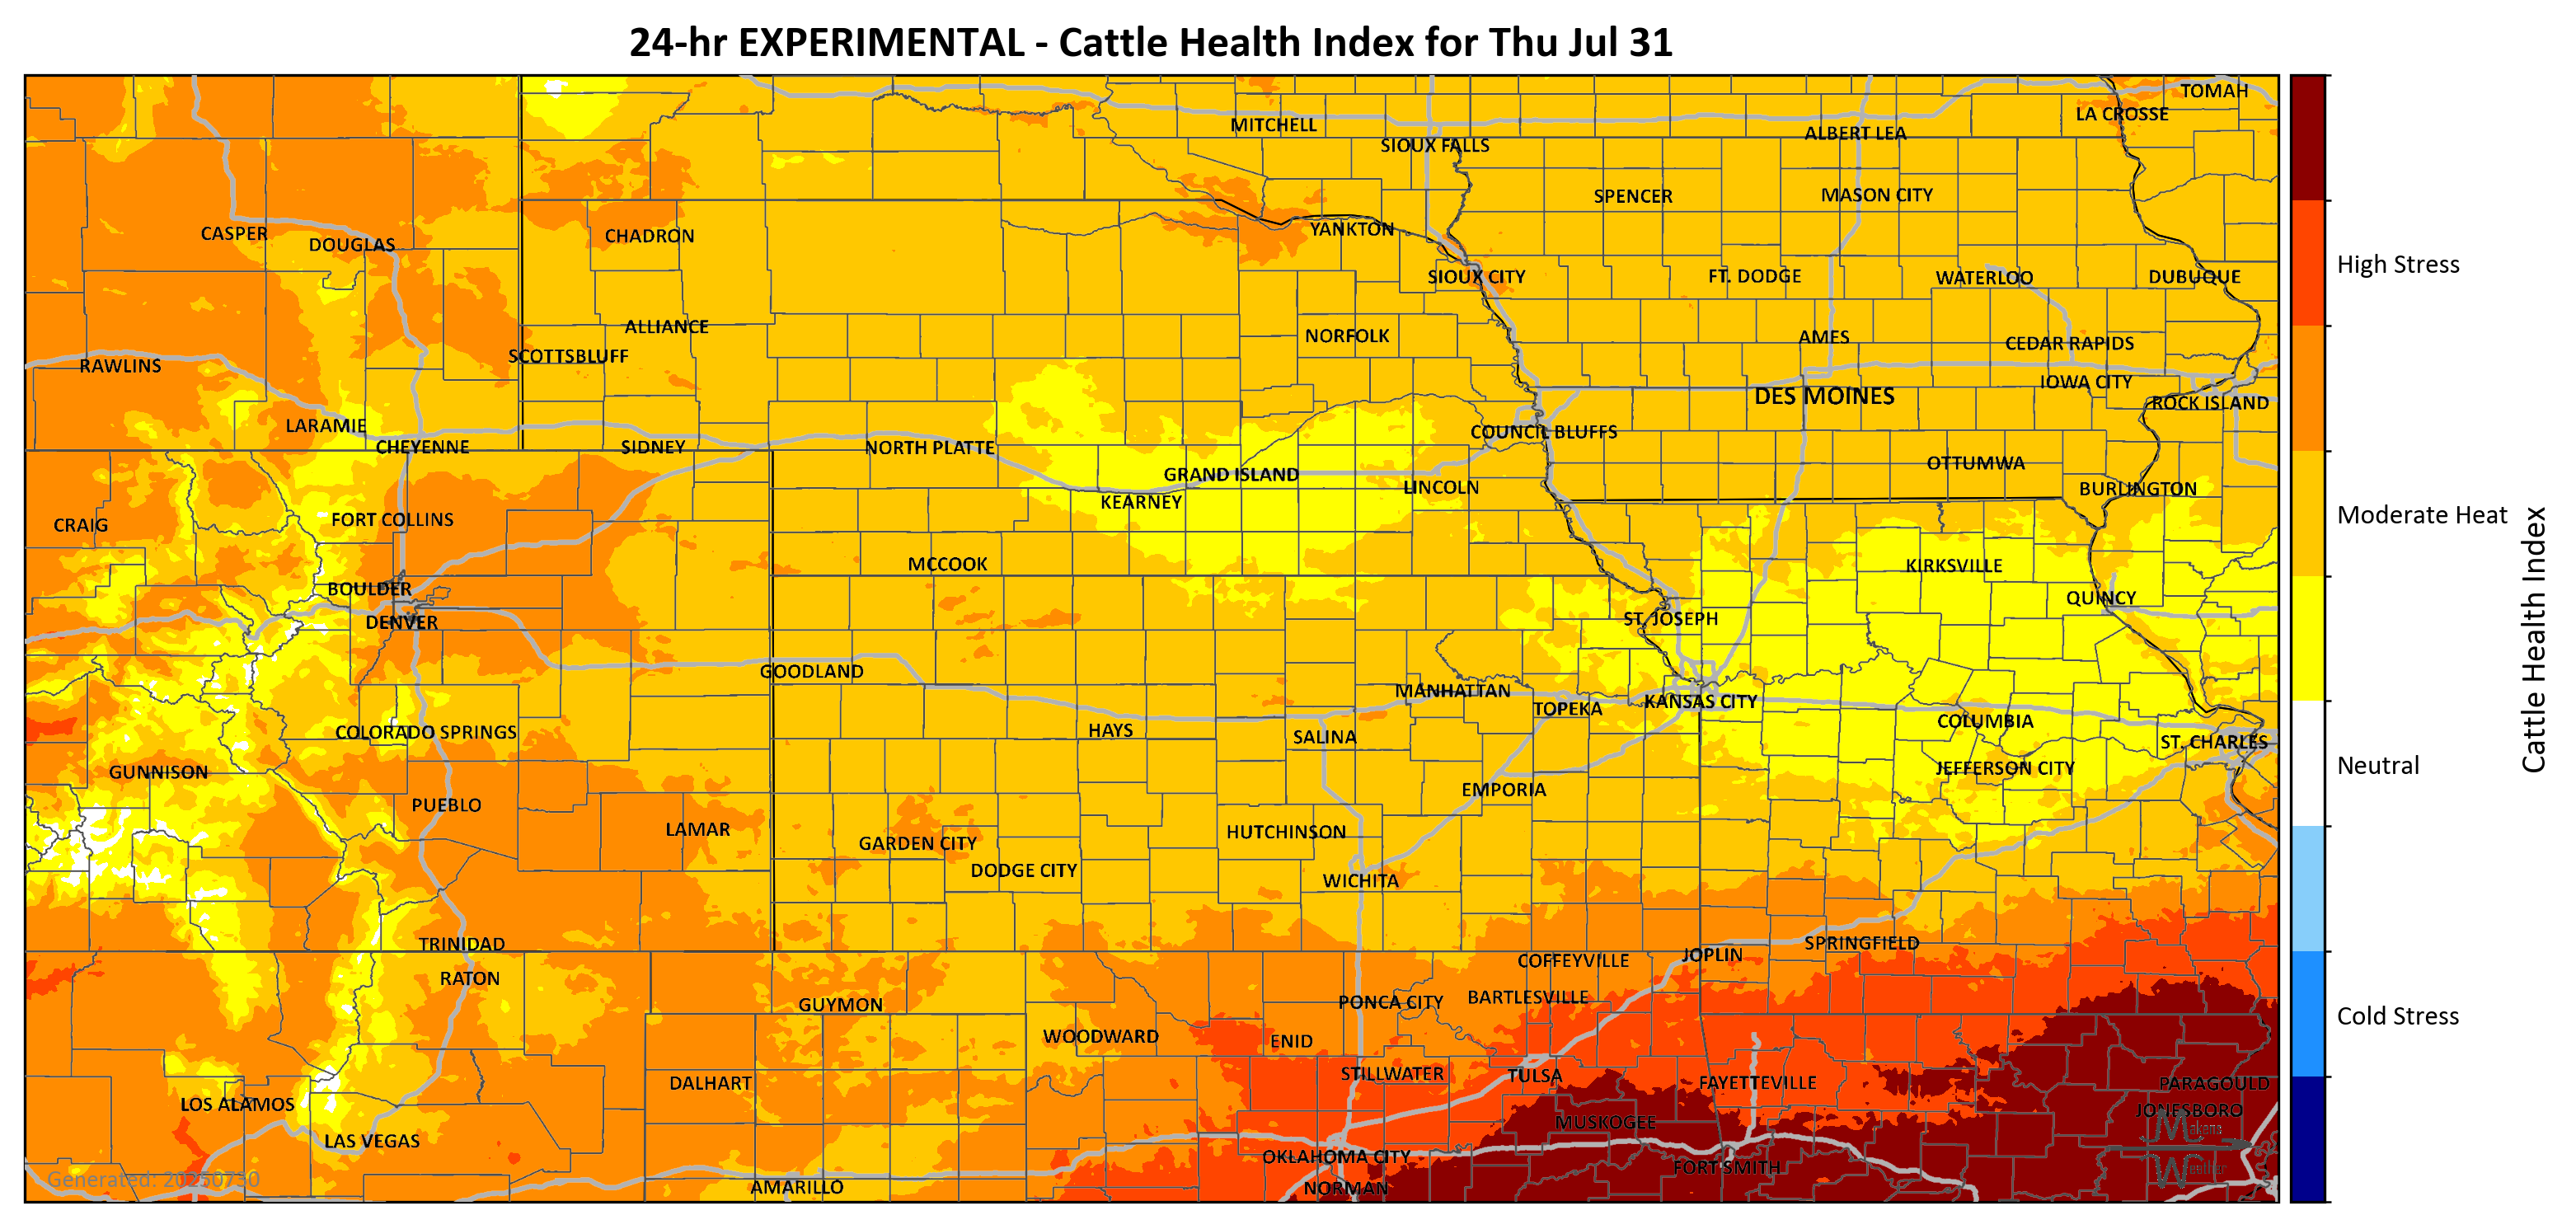 24-hr EXPERIMENTAL - Cattle Health Index for Thu Jul 31
TOMAH
LA CROSSE
MITCHELL
ALBERT LEA
SIOUX FALLS
SPENCER
MASON CITY
CASPER
DOUGLAS
CHADRON
YANKTON
SIOUX CITY
FT. DODGE
WATERLOO
DUBUQUE
High Stress
ALLIANCE
NORFOLK
AMES
CEDAR RAPIDS
SCOTTSBLUFF
RAWLINS
IOWA CITY
DES MOINES
ROCK ISLAND
LARAMIE
COUNCIL BLUFFS
CHEYENNE
SIDNEY
NORTH PLATTE
OTTUMWA
GRAND ISLAND
LINCOLN
BURLINGTON
KEARNEY
Moderate Heat
CRAIG
FORT COLLINS
MCCOOK
KIRKSVILLE
BOULDER
QUINCY
DENVER
ST. JOSEPH
Cattle Health Index
GOODLAND
MANHATTAN
TOPEKA
KANSAS CITY
COLUMBIA
COLORADO SPRINGS
HAYS
SALINA
ST. CHARLES
Neutral
GUNNISON
JEFFERSON CITY
EMPORIA
PUEBLO
LAMAR
HUTCHINSON
GARDEN CITY
DODGE CITY
WICHITA
TRINIDAD
SPRINGFIELD
JOPLIN
COFFEYVILLE
RATON
BARTLESVILLE
GUYMON
PONCA CITY
Cold Stress
WOODWARD
ENID
STILLWATER
TULSA
DALHART
FAYETTEVILLE
PARAGOULD
LOS ALAMOS
JONESBORO
MUSKOGEE
Makens
LAS VEGAS
OKLAHOMA CITY
FORT SMITH
Weather
Generated: 20250730
AMARILLO
NORMAN